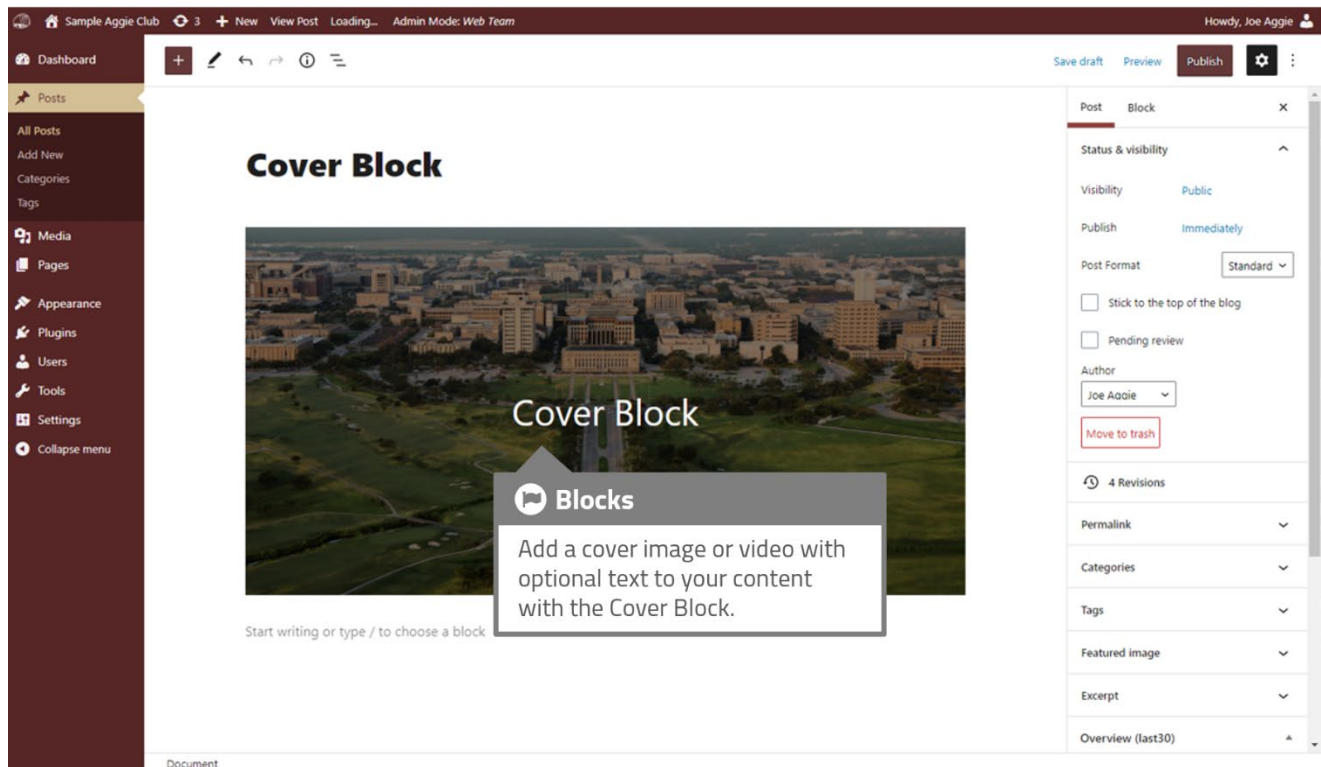 Sample Aggie Club 3 New View Post Loading... Admin Mode: Web Team Howdy, Joe Aggie
Dashboard
Posts
All Posts
Add New
Categories
Tags
Media
Pages
Appearance
Plugins
Users
Tools
Settings
Collapse menu
Save draft Preview Publish
Cover Block
Cover Block
Blocks
Add a cover image or video with
optional text to your content
with the Cover Block.
Start writing or type / to choose a block
Post Block
Status & visibility
Visibility Public
Publish Immediately
Post Format Standard
Stick to the top of the blog
Pending review
Author
Joe Aggie
Move to trash
4 Revisions
Permalink
Categories
Tags
Featured image
Excerpt
Overview (last30)
Document